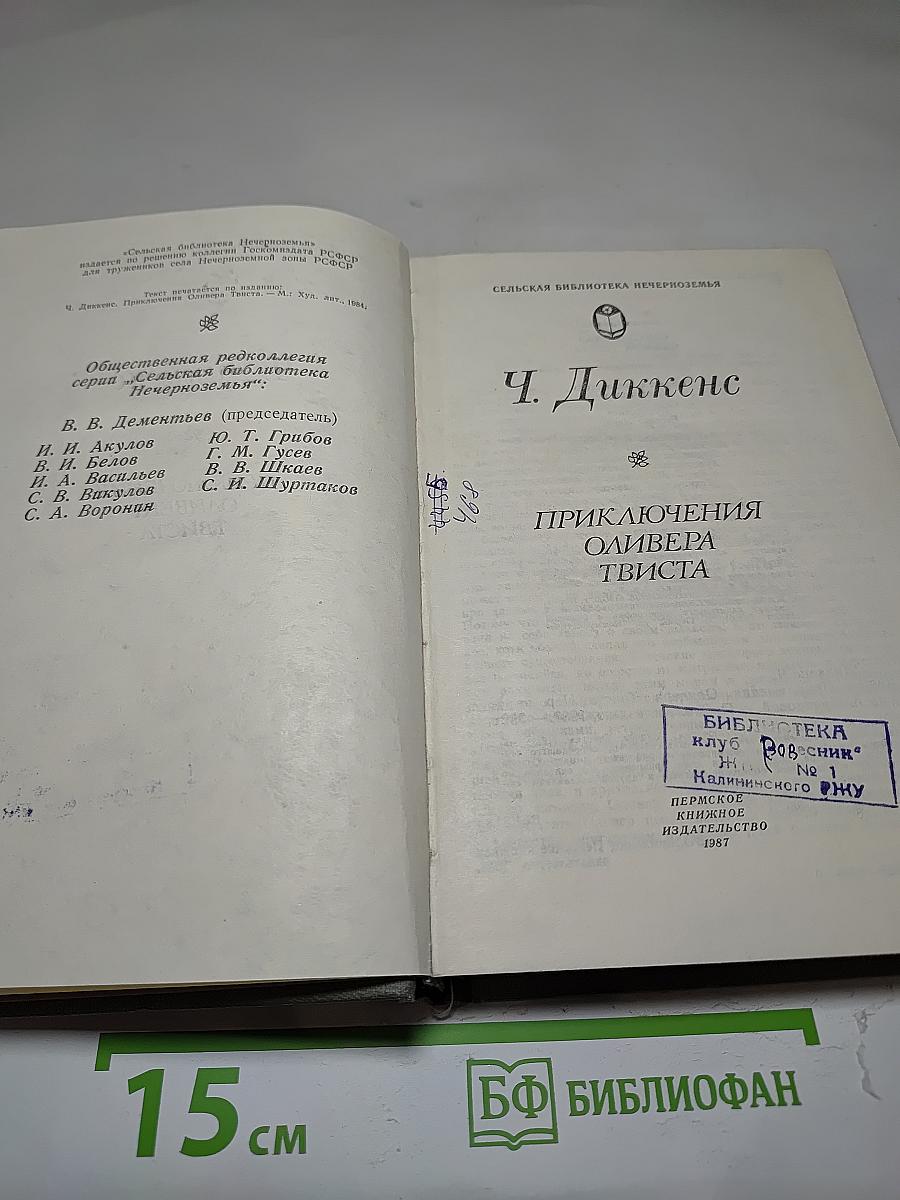 «Сельская библиотека Нечерноземья»
издается по решению коллегии Госкомиздата РСФСР
для тружеников села Нечерноземной зоны РСФСР
Текст печатается по изданию:
Ч. Диккенс. Приключения Оливера Твиста. — М.: Худ. лит., 1984.
Общественная редколлегия
серии „Сельская библиотека
Нечерноземья“:
В. В. Дементьев (председатель)
И. И. Акулов
В. И. Белов
И. А. Васильев
С. В. Викулов
С. А. Воронин
Ю. Т. Грибов
Г. М. Гусев
В. В. Шкаев
С. И. Шуртаков
СЕЛЬСКАЯ БИБЛИОТЕКА НЕЧЕРНОЗЕМЬЯ
Ч. Диккенс
ПРИКЛЮЧЕНИЯ
ОЛИВЕРА
ТВИСТА
БИБЛИОТЕКА
клуб Ровесник"
№ 1
Калининского РЖУ
ПЕРМСКОЕ
КНИЖНОЕ
ИЗДАТЕЛЬСТВО
1987
15 см
БФ БИБЛИОФАН